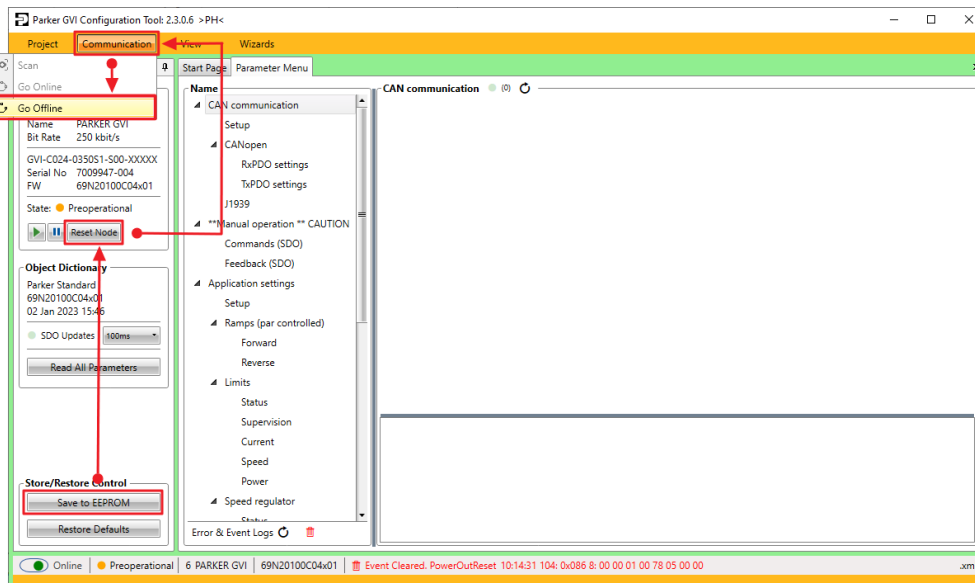 Parker GVI Configuration Tool: 2.3.0.6 >PH<
Project Communication View Wizards
Scan
Go Online
Go Offline
Name PARKER GVI
Bit Rate 250 kbit/s
GVI-C024-0350S1-S00-XXXXX
Serial No 7009947-004
FW 69N20100C04x01
State: Preoperational
Reset Node
Object Dictionary
Parker Standard
69N20100C04x01
02 Jan 2023 15:46
SDO Updates 100ms
Read All Parameters
Store/Restore Control
Save to EEPROM
Restore Defaults
Start Page Parameter Menu
Name
CAN communication
Setup
CANopen
RxPDO settings
TxPDO settings
J1939
**Manual operation ** CAUTION
Commands (SDO)
Feedback (SDO)
Application settings
Setup
Ramps (par controlled)
Forward
Reverse
Limits
Status
Supervision
Current
Speed
Power
Speed regulator
Status
Error & Event Logs
CAN communication (0)
Online Preoperational 6 PARKER GVI 69N20100C04x01 Event Cleared. PowerOutReset 10:14:31 104: 0x086 8: 00 00 01 00 78 05 00 00 .xm